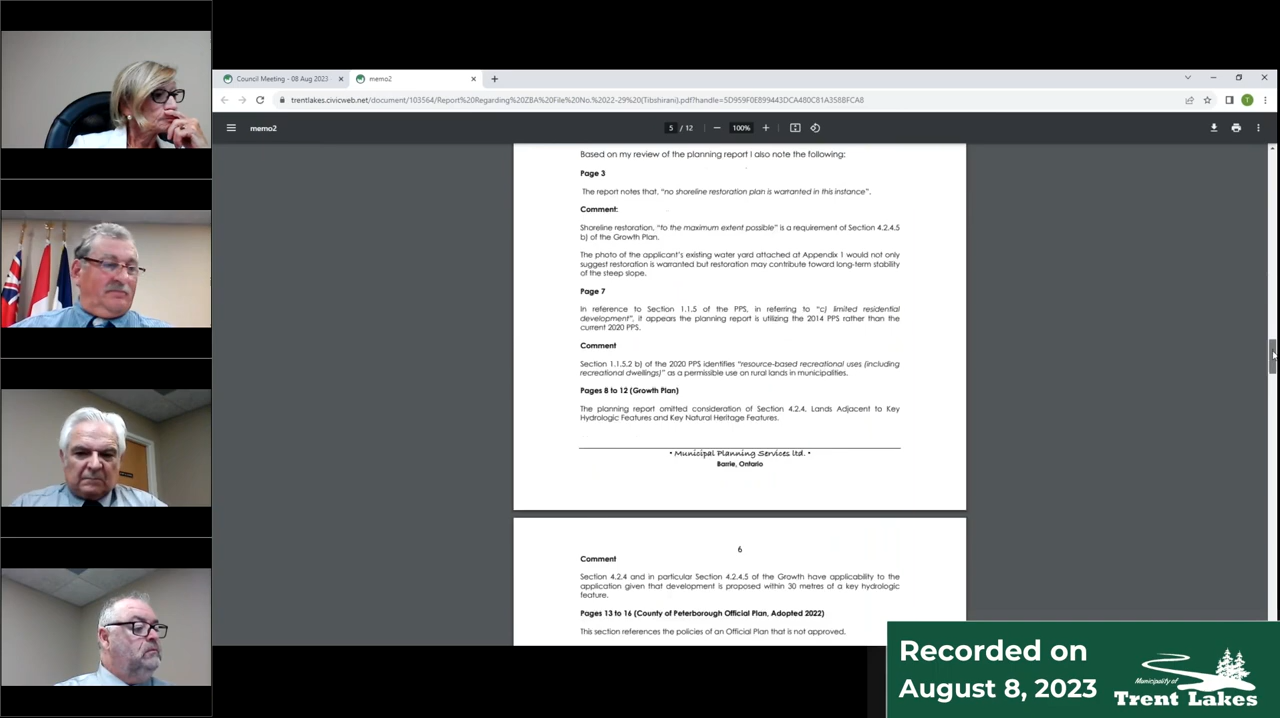 Council Meeting - 08 Aug 2023
memo2
trentlakes.civicweb.net/document/103564/Report%20Regarding%20ZBA%20File%20No.%2022-29%20(Tibshirani).pdf?handle=5D959F0E899443DCA480C81A3S8BFCA8
T
memo2
5 / 12
100%
Based on my review of the planning report I also note the following:
Page 3
The report notes that, "no shoreline restoration plan is warranted in this instance".
Comment:
Shoreline restoration, "to the maximum extent possible" is a requirement of Section 4.2.4.5
b) of the Growth Plan.
The photo of the applicant's existing water yard attached at Appendix 1 would not only
suggest restoration is warranted but restoration may contribute toward long-term stability
of the steep slope.
Page 7
In reference to Section 1.1.5 of the PPS, in referring to "c) limited residential
development", it appears the planning report is utilizing the 2014 PPS rather than the
current 2020 PPS.
Comment
Section 1.1.5.2 b) of the 2020 PPS identifies "resource-based recreational uses (including
recreational dwellings)" as a permissible use on rural lands in municipalities.
Pages 8 to 12 (Growth Plan)
The planning report omitted consideration of Section 4.2.4, Lands Adjacent to Key
Hydrologic Features and Key Natural Heritage Features.
• Municipal Planning Services ltd. •
Barrie, Ontario
6
Comment
Section 4.2.4 and in particular Section 4.2.4.5 of the Growth have applicability to the
application given that development is proposed within 30 metres of a key hydrologic
feature.
Pages 13 to 16 (County of Peterborough Official Plan, Adopted 2022)
This section references the policies of an Official Plan that is not approved.
Recorded on
August 8, 2023
Municipality of
Trent Lakes